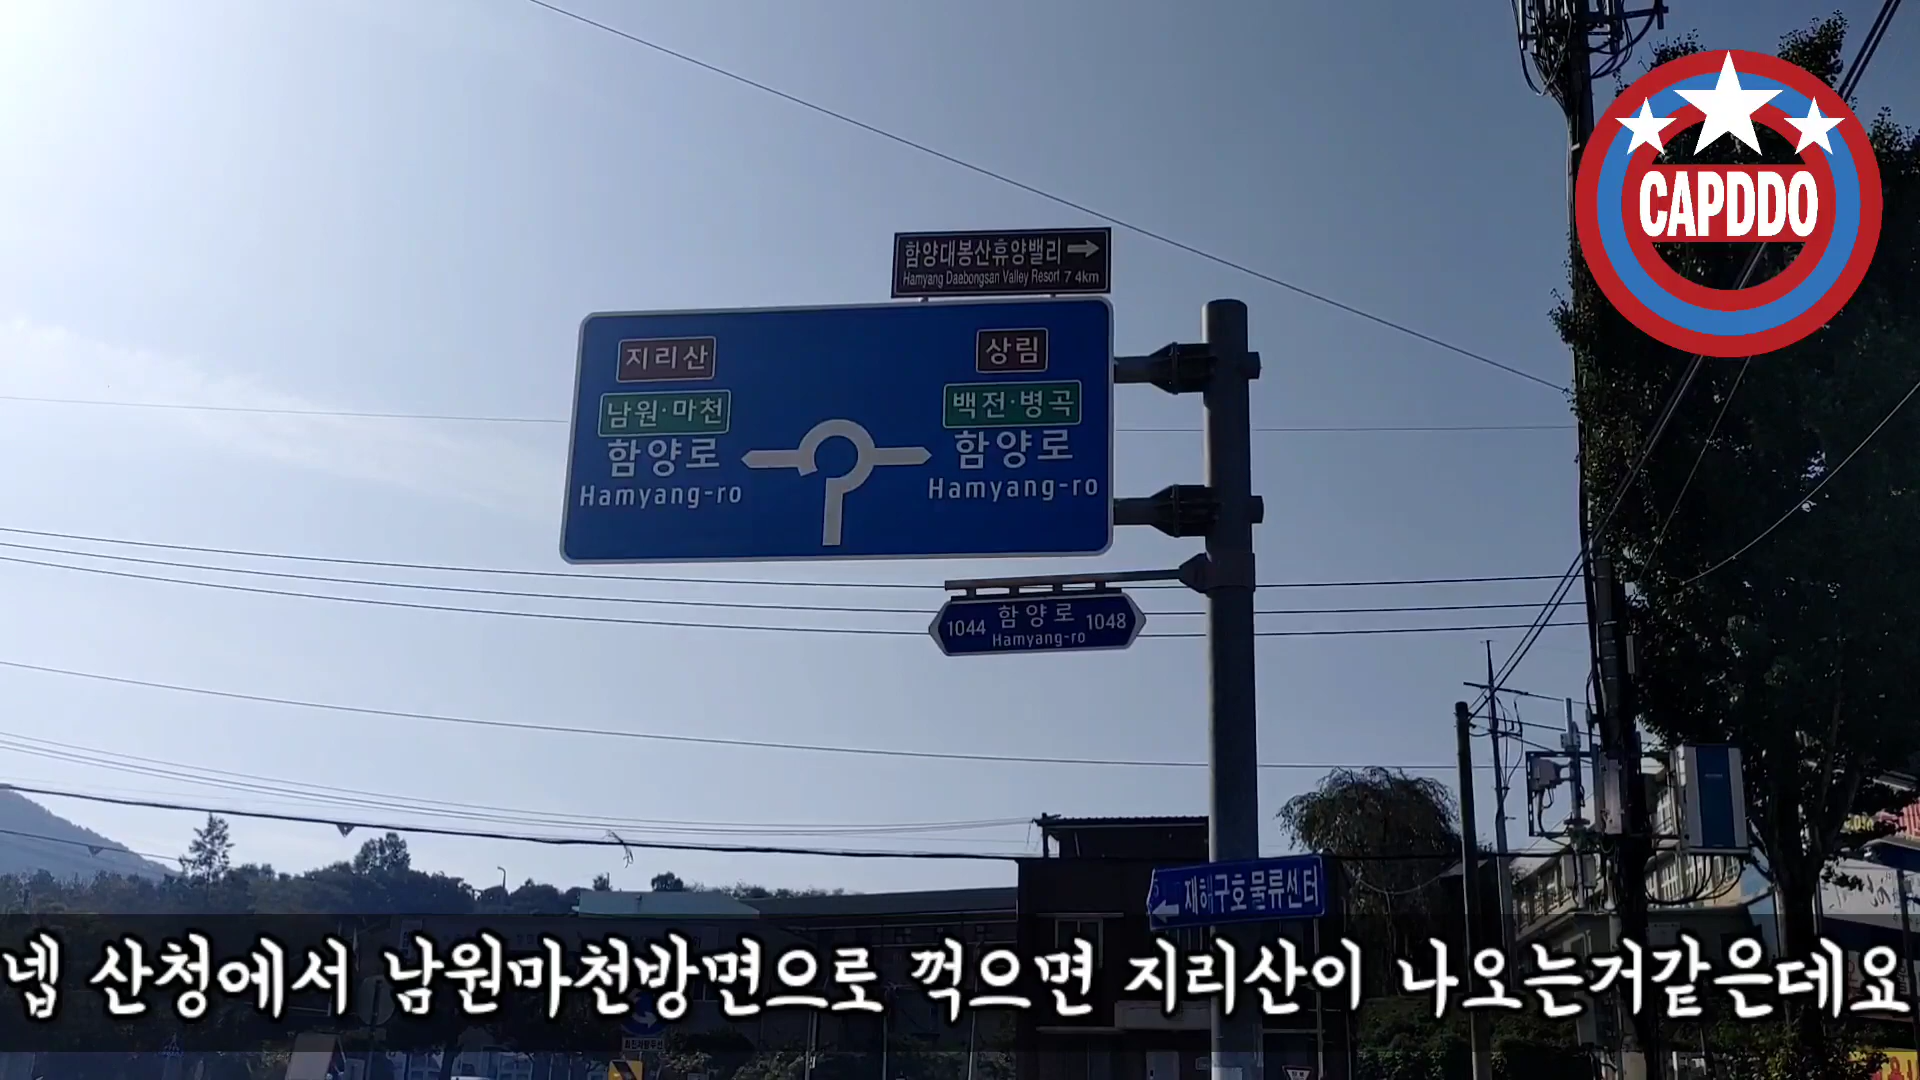 CAPDDO
함양대봉산휴양밸리
Hamyang Daebongsan Valley Resort 7.4km
지리산
남원·마천
함양로
Hamyang-ro
상림
백전·병곡
함양로
Hamyang-ro
1044 함양로 1048
Hamyang-ro
재해구호물류센터
넵 산청에서 남원마천방면으로 꺽으면 지리산이 나오는거같은데요